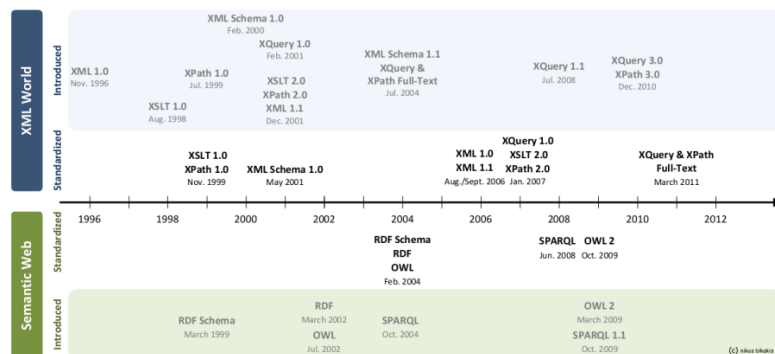 XML World
Introduced
XML Schema 1.0
Feb. 2000
XQuery 1.0
Feb. 2001
XML Schema 1.1
XQuery &
XPath Full-Text
Jul. 2004
XML 1.0
Nov. 1996
XPath 1.0
Jul. 1999
XSLT 2.0
XPath 2.0
XML 1.1
Dec. 2001
XQuery 1.1
Jul. 2008
XQuery 3.0
XPath 3.0
Dec. 2010
XSLT 1.0
Aug. 1998
Standardized
XSLT 1.0
XPath 1.0
Nov. 1999
XML Schema 1.0
May 2001
XML 1.0
XML 1.1
Aug./Sept. 2006
XQuery 1.0
XSLT 2.0
XPath 2.0
Jan. 2007
XQuery & XPath
Full-Text
March 2011
1996 1998 2000 2002 2004 2006 2008 2010 2012
Semantic Web
Standardized
RDF Schema
RDF
OWL
Feb. 2004
SPARQL
Jun. 2008
OWL 2
Oct. 2009
Introduced
RDF Schema
March 1999
RDF
March 2002
OWL
Jul. 2002
SPARQL
Oct. 2004
OWL 2
March 2009
SPARQL 1.1
Oct. 2009
(c) nikos bikakis